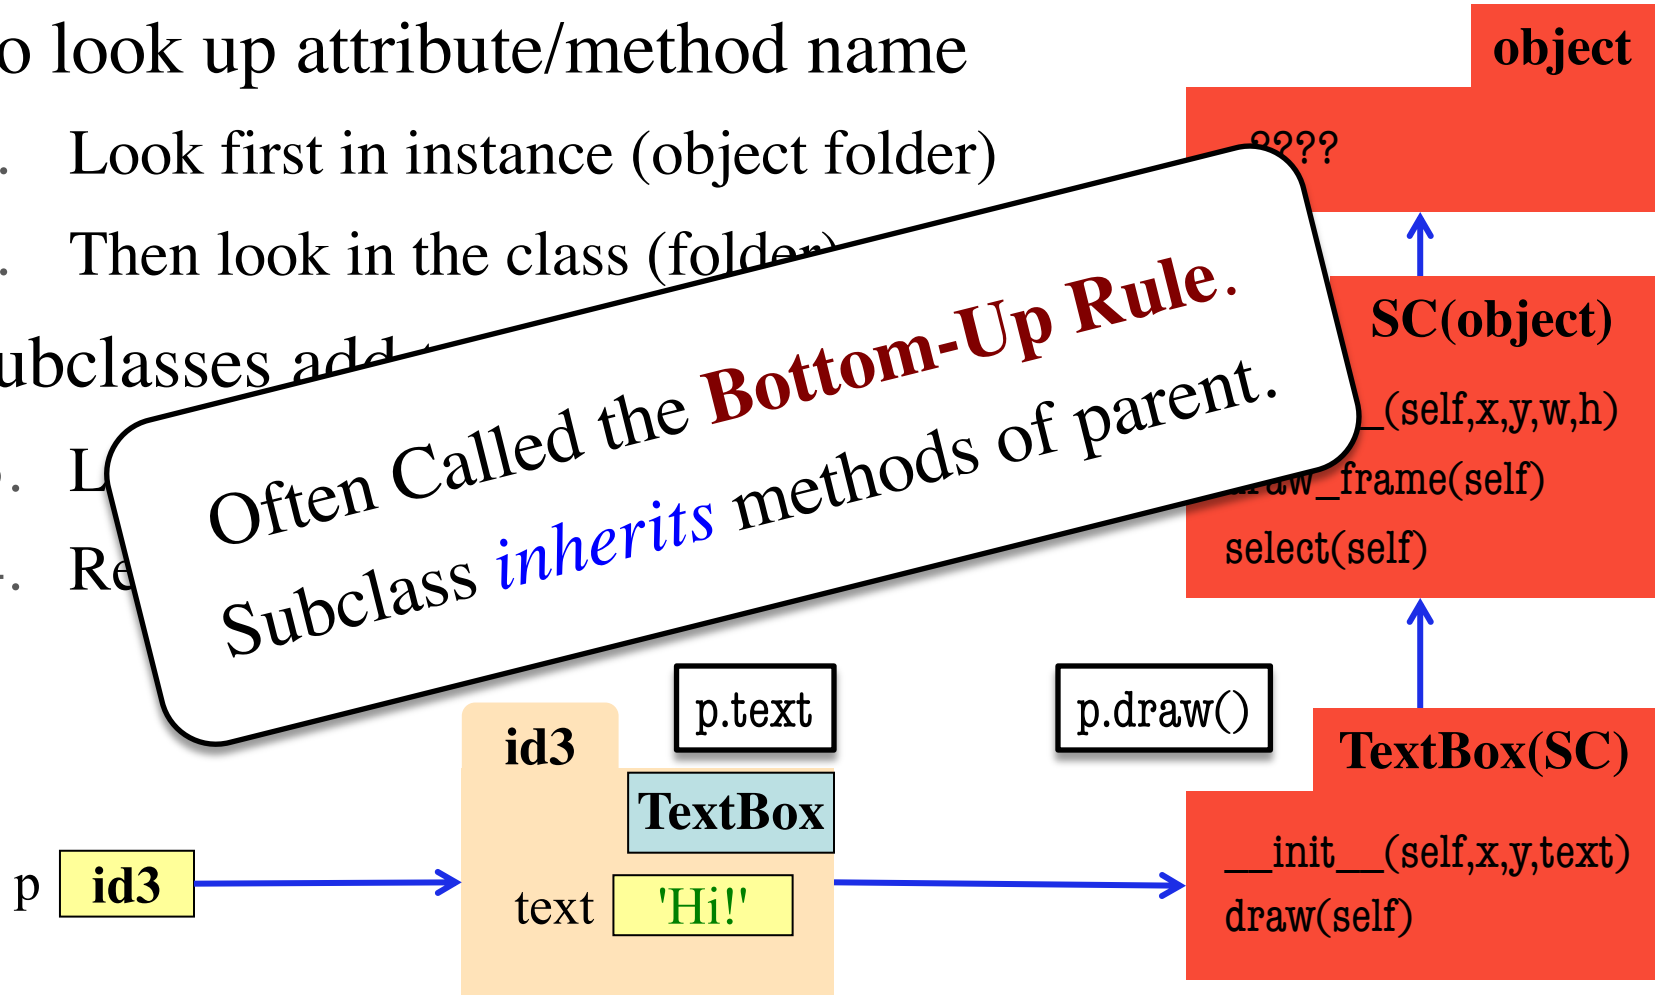 o look up attribute/method name
Look first in instance (object folder)
Then look in the class (folder)
ubclasses add
Often Called the Bottom-Up Rule.
Subclass inherits methods of parent.
p.text
p.draw()
p
id3
id3
TextBox
text
'Hi!'
object
????
SC(object)
_(self,x,y,w,h)
draw_frame(self)
select(self)
TextBox(SC)
__init__(self,x,y,text)
draw(self)